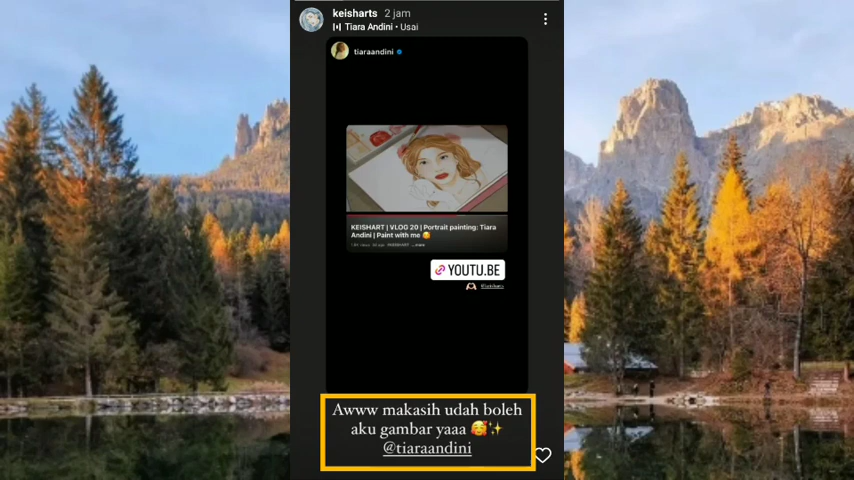 keisharts 2 jam
Tiara Andini • Usai
tiaraandini
KEISHART | VLOG 20 | Portrait painting: Tiara
Andini | Paint with me 🥰
YOUTU.BE
Awww makasih udah boleh
aku gambar yaaa 🥰✨
@tiaraandini